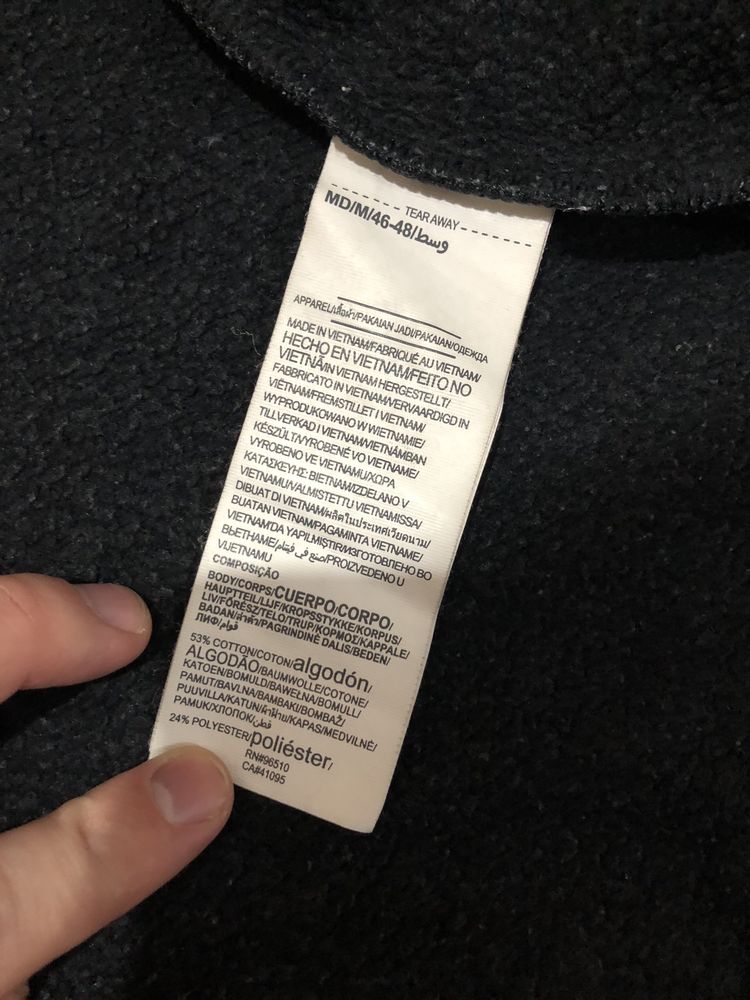 TEAR AWAY
MD/M/46-48/وسط
APPAREL/เสื้อผ้า/PAKAIAN JADI/PAKAIAN/ОДЕЖДА
MADE IN VIETNAM/FABRIQUÉ AU VIETNAM/
HECHO EN VIETNAM/FEITO NO
VIETNÃ/IN VIETNAM HERGESTELLT/
FABBRICATO IN VIETNAM/VERVAARDIGD IN
VIËTNAM/FREMSTILLET I VIETNAM/
WYPRODUKOWANO W WIETNAMIE/
TILLVERKAD I VIETNAM/VIETNÁMBAN
KÉSZÜLT/VYROBENÉ VO VIETNAME/
VYROBENO VE VIETNAMU/ΧΩΡΑ
ΚΑΤΑΣΚΕΥΗΣ: ΒΙΕΤΝΑΜ/IZDELANO V
VIETNAMU/VALMISTETTU VIETNAMISSA/
DIBUAT DI VIETNAM/ผลิตในประเทศเวียดนาม/
BUATAN VIETNAM/PAGAMINTA VIETNAME/
VIETNAM'DA YAPILMIŞTIR/ИЗГОТОВЛЕНО ВО
ВЬЕТНАМЕ/صنع في فيتنام/PROIZVEDENO U
VIJETNAMU
COMPOSIÇÃO
BODY/CORPS/CUERPO/CORPO/
HAUPTTEIL/LIJF/KROPSSTYKKE/KORPUS/
LIV/FŐRÉSZ/TELO/TRUP/ΚΟΡΜΟΣ/KAPPALE/
BADAN/ลำตัว/PAGRINDINĖ DALIS/BEDEN/
ЛИФ/قوام/
53% COTTON/COTON/algodón/
ALGODÃO/BAUMWOLLE/COTONE/
KATOEN/BOMULD/BAWEŁNA/BOMULL/
PAMUT/BAVLNA/BAMBAKI/BOMBAŽ/
PUUVILLA/KATUN/ผ้าฝ้าย/KAPAS/MEDVILNĖ/
PAMUK/ХЛОПОК/قطن/
24% POLYESTER/poliéster/
RN#96510
CA#41095